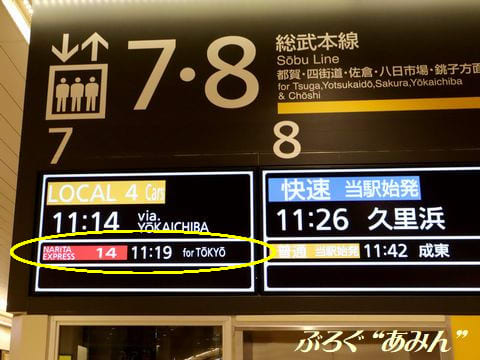 7・8
総武本線
Sōbu Line
都賀・四街道・佐倉・八日市場・銚子方面
for Tsuga,Yotsukaidō,Sakura,Yōkaichiba
& Chōshi
7
LOCAL 4 Cars
11:14 via. YŌKAICHIBA
NARITA EXPRESS 14 11:19 for TŌKYŌ
8
快速 当駅始発
11:26 久里浜
普通 当駅始発 11:42 成東
ぶろぐ“あみん”